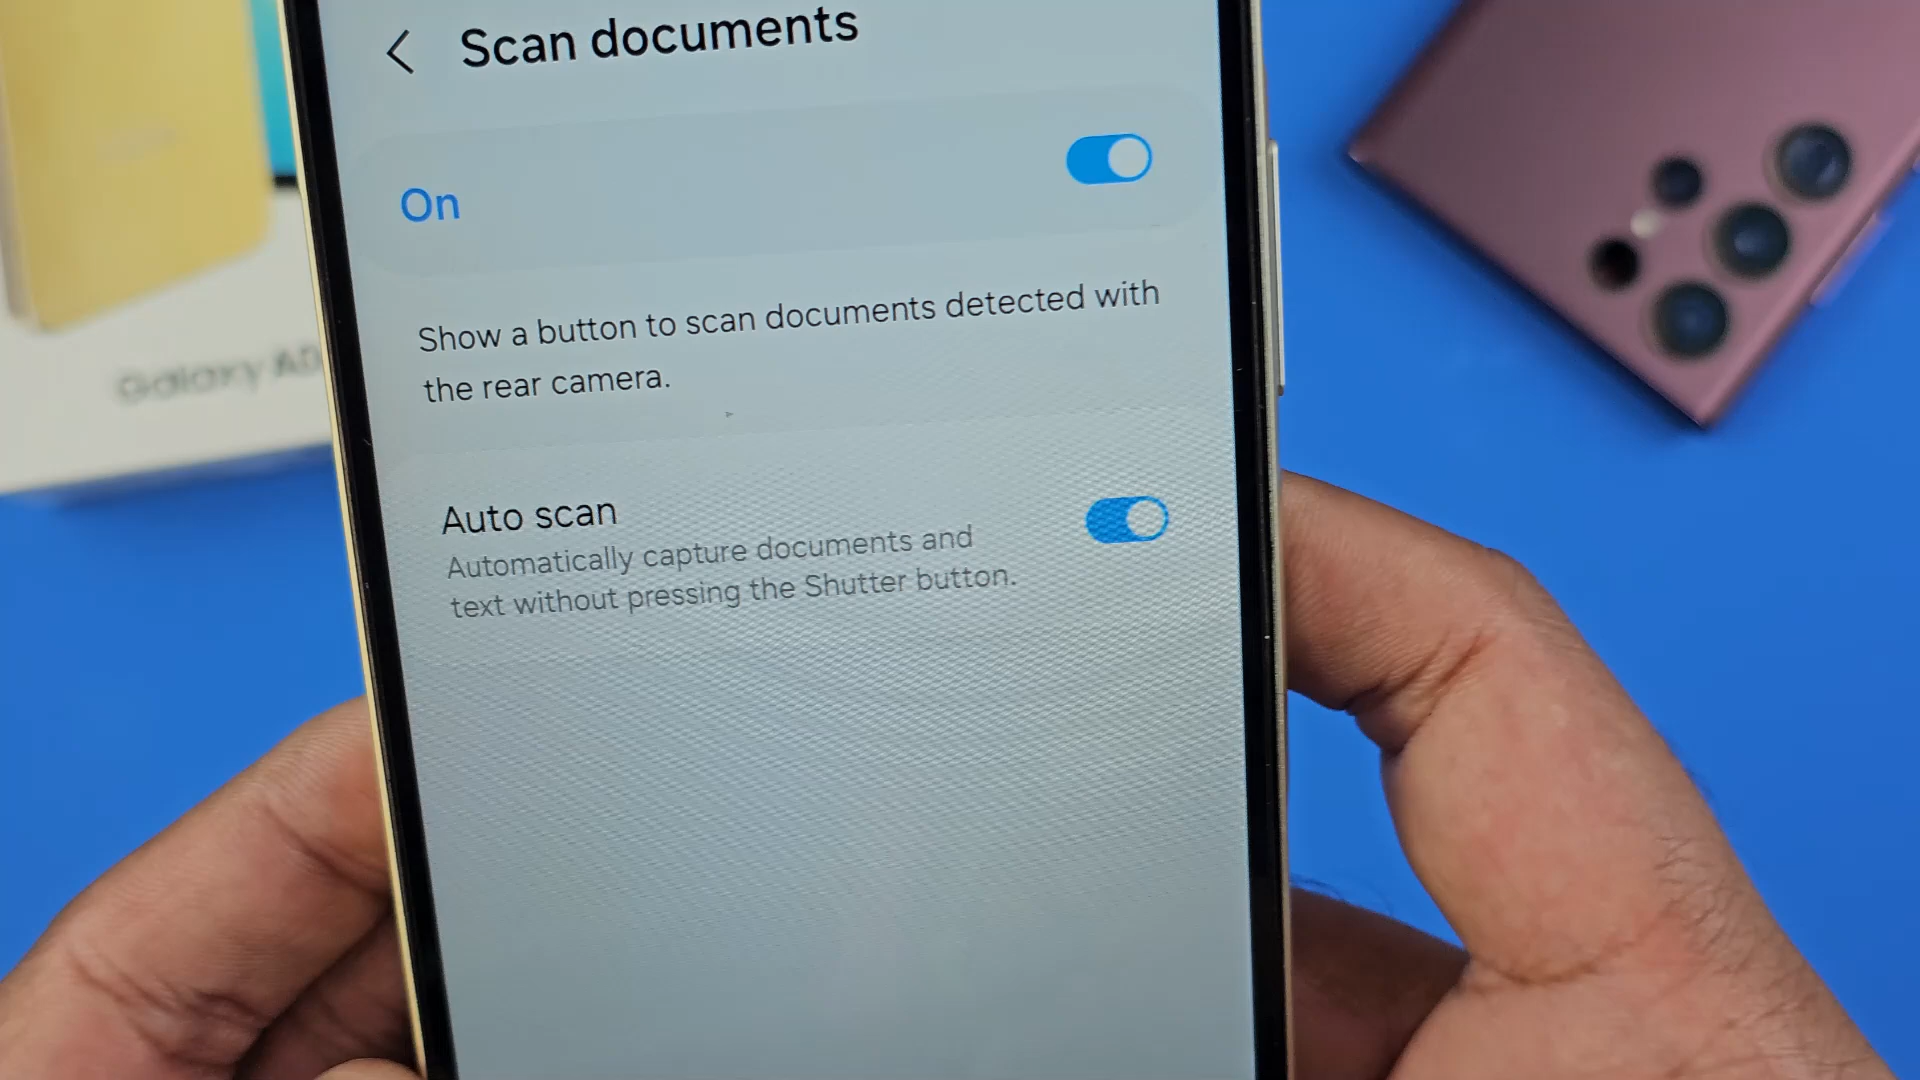 Scan documents
On
Show a button to scan documents detected with
the rear camera.
Auto scan
Automatically capture documents and
text without pressing the Shutter button.
Galaxy